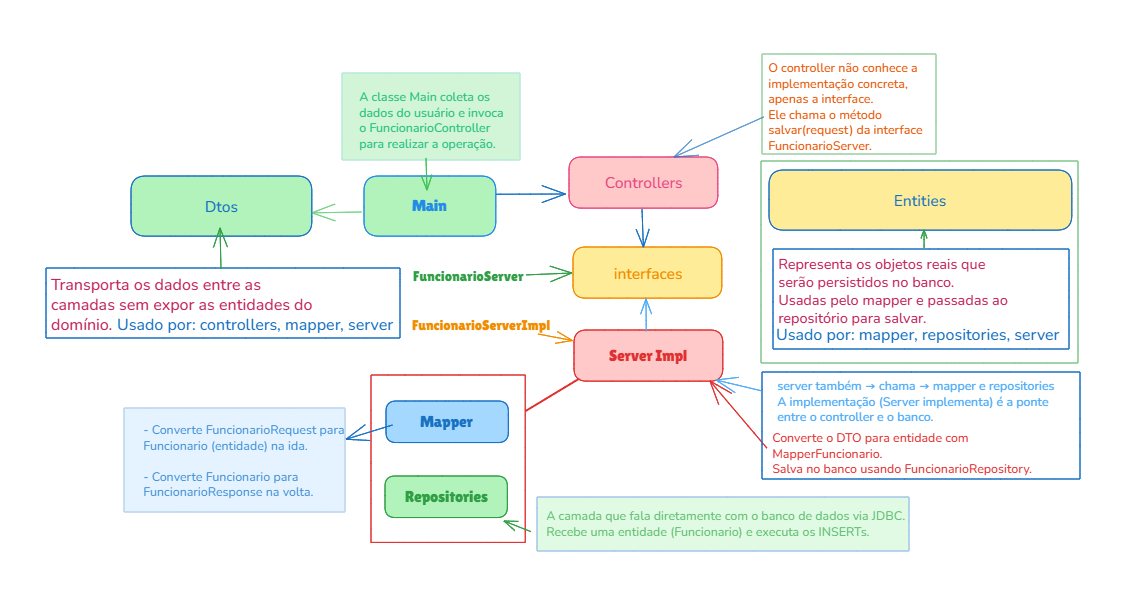 O controller não conhece a
implementação concreta,
apenas a interface.
Ele chama o método
salvar(request) da interface
FuncionarioServer.
A classe Main coleta os
dados do usuário e invoca
o FuncionarioController
para realizar a operação.
Controllers
Entities
Dtos
Main
Representa os objetos reais que
serão persistidos no banco.
Usadas pelo mapper e passadas ao
repositório para salvar.
Usado por: mapper, repositories, server
FuncionarioServer
interfaces
Transporta os dados entre as
camadas sem expor as entidades do
domínio. Usado por: controllers, mapper, server
FuncionarioServerImpl
Server Impl
server também → chama → mapper e repositories
A implementação (Server implementa) é a ponte
entre o controller e o banco.
Converte o DTO para entidade com
MapperFuncionario.
Salva no banco usando FuncionarioRepository.
Mapper
- Converte FuncionarioRequest para
Funcionario (entidade) na ida.
- Converte Funcionario para
FuncionarioResponse na volta.
Repositories
A camada que fala diretamente com o banco de dados via JDBC.
Recebe uma entidade (Funcionario) e executa os INSERTs.